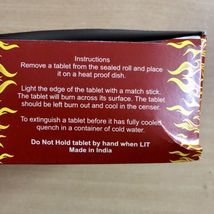 Instructions
Remove a tablet from the sealed roll and place
it on a heat proof dish.
Light the edge of the tablet with a match stick.
The tablet will burn across its surface. The tablet
should be left burn out and cool in the censer.
To extinguish a tablet before it has fully cooled
quench in a container of cold water.
Do Not Hold tablet by hand when LIT
Made in India